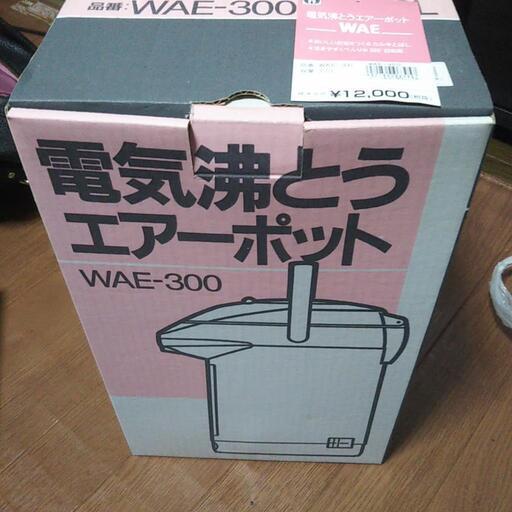 品番:WAE-300
電気沸とうエアーポット
WAE
¥12,000
電気沸とう
エアーポット
WAE-300